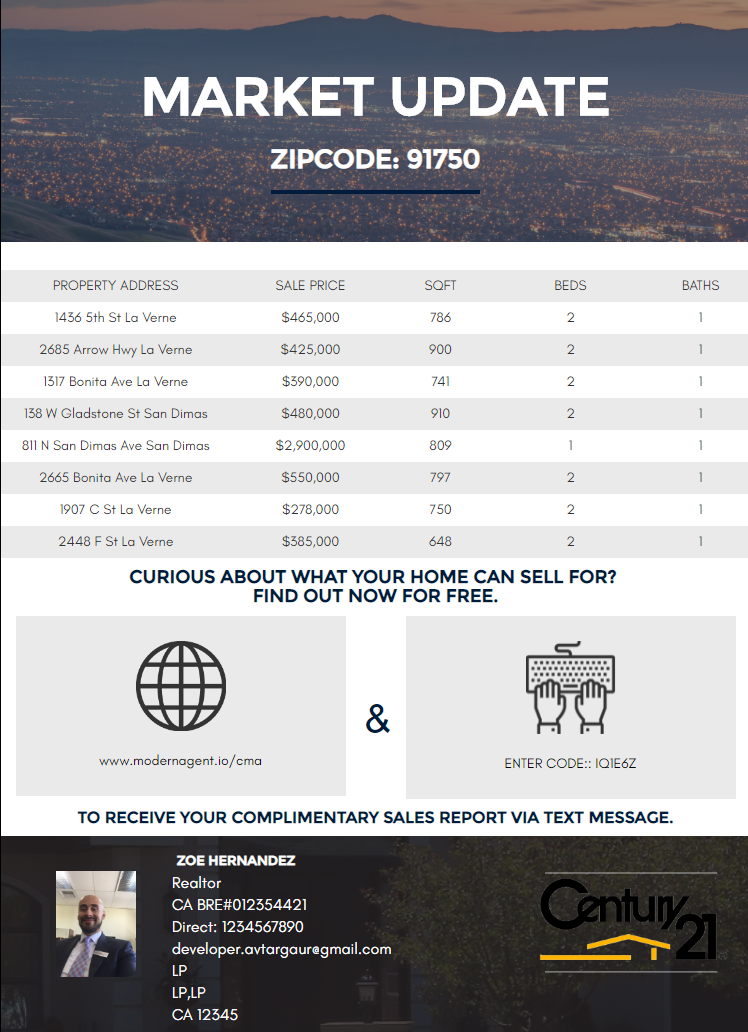 MARKET UPDATE
ZIPCODE: 91750
PROPERTY ADDRESS SALE PRICE SQFT BEDS BATHS
1436 5th St La Verne $465,000 786 2 1
2685 Arrow Hwy La Verne $425,000 900 2 1
1317 Bonita Ave La Verne $390,000 741 2 1
138 W Gladstone St San Dimas $480,000 910 2 1
811 N San Dimas Ave San Dimas $2,900,000 809 1 1
2665 Bonita Ave La Verne $550,000 797 2 1
1907 C St La Verne $278,000 750 2 1
2448 F St La Verne $385,000 648 2 1
CURIOUS ABOUT WHAT YOUR HOME CAN SELL FOR?
FIND OUT NOW FOR FREE.
www.modernagent.io/cma
&
ENTER CODE:: IQ1E6Z
TO RECEIVE YOUR COMPLIMENTARY SALES REPORT VIA TEXT MESSAGE.
ZOE HERNANDEZ
Realtor
CA BRE#012354421
Direct: 1234567890
developer.avtargaur@gmail.com
LP
LP,LP
CA 12345
Century 21